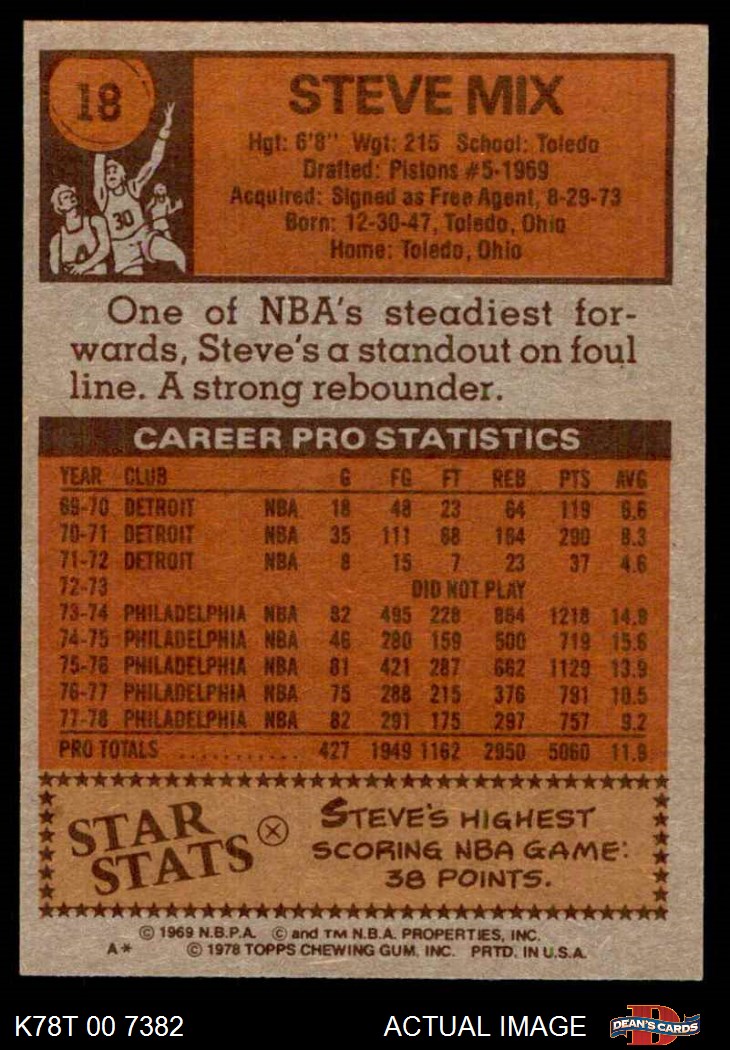 18
STEVE MIX
Hgt: 6'8" Wgt: 215 School: Toledo
Drafted: Pistons #5-1969
Acquired: Signed as Free Agent, 8-29-73
Born: 12-30-47, Toledo, Ohio
Home: Toledo, Ohio
30
One of NBA's steadiest for-
wards, Steve's a standout on foul
line. A strong rebounder.
CAREER PRO STATISTICS
YEAR CLUB G FG FT REB PTS AVG
69-70 DETROIT NBA 18 48 23 64 119 6.6
70-71 DETROIT NBA 35 111 68 164 290 8.3
71-72 DETROIT NBA 8 15 7 23 37 4.6
72-73 DID NOT PLAY
73-74 PHILADELPHIA NBA 82 495 228 864 1218 14.9
74-75 PHILADELPHIA NBA 46 280 159 500 719 15.6
75-76 PHILADELPHIA NBA 81 421 287 662 1129 13.9
76-77 PHILADELPHIA NBA 75 288 215 376 791 10.5
77-78 PHILADELPHIA NBA 82 291 175 297 757 9.2
PRO TOTALS ........... 427 1949 1162 2950 5060 11.9
STAR
STATS
STEVE'S HIGHEST
SCORING NBA GAME:
38 POINTS.
© 1969 N.B.P.A. © and TM N.B.A. PROPERTIES, INC.
A* © 1978 TOPPS CHEWING GUM, INC. PRTD. IN U.S.A.
K78T 00 7382 ACTUAL IMAGE
D
DEAN'S CARDS